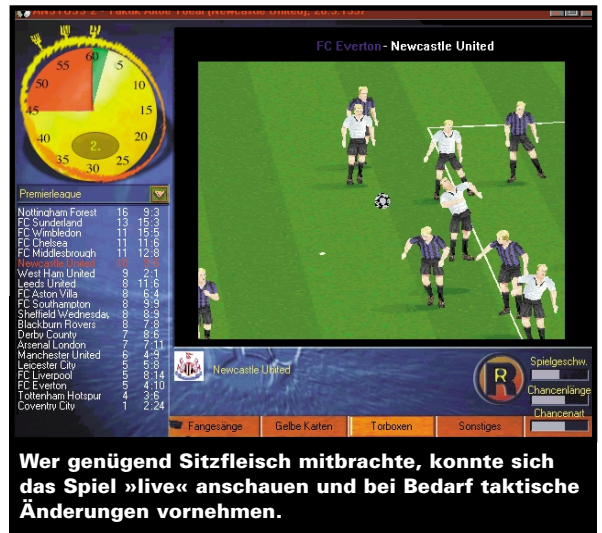 ANSTOSS 2 - Taktik
FC Everton - Newcastle United
60
5
10
15
20
25
30
35
40
45
50
55
2.
Premierleague
Nottingham Forest 16 9:3
FC Sunderland 13 15:3
FC Wimbledon 11 15:5
FC Chelsea 11 11:6
FC Middlesbrough 11 12:8
Newcastle United
West Ham United 9 2:1
Leeds United 8 11:6
FC Aston Villa 8 6:4
FC Southampton 8 9:9
Sheffield Wednesday 8 8:9
Blackburn Rovers 8 7:8
Derby County 7 8:6
Arsenal London 7 7:11
Manchester United 6 4:9
Leicester City 5 5:8
FC Liverpool 5 8:14
FC Everton 5 4:10
Tottenham Hotspur 4 3:6
Coventry City 1 2:24
Newcastle United
R
Spielgeschw.
Chancenlänge
Chancenart
Fangesänge Gelbe Karten Torboxen Sonstiges
Wer genügend Sitzfleisch mitbrachte, konnte sich
das Spiel »live« anschauen und bei Bedarf taktische
Änderungen vornehmen.